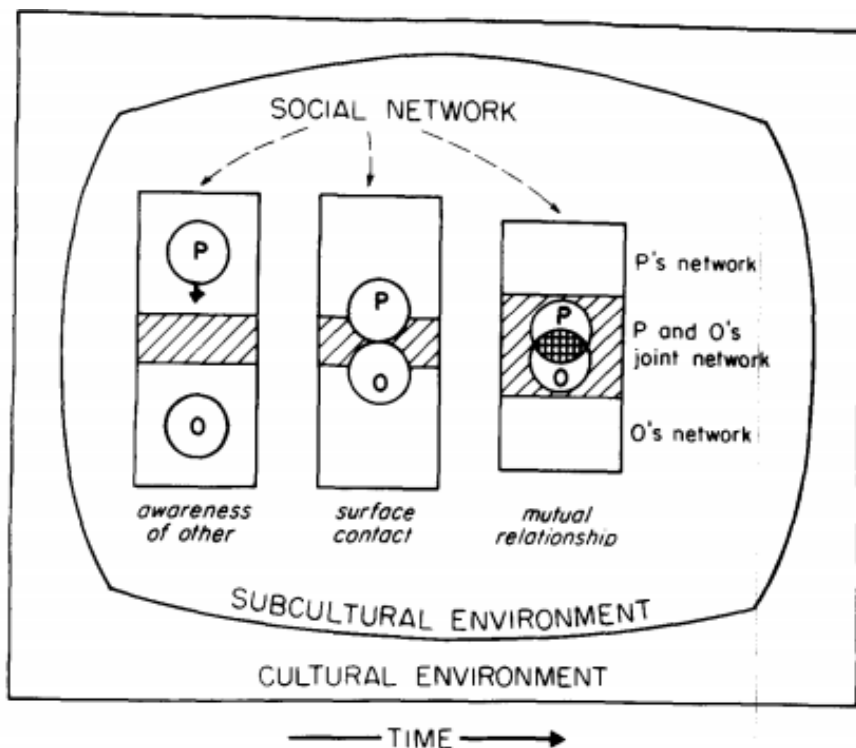 SOCIAL NETWORK
P
O
P
O
P
O
P's network
P and O's
joint network
O's network
awareness
of other
surface
contact
mutual
relationship
SUBCULTURAL ENVIRONMENT
CULTURAL ENVIRONMENT
TIME